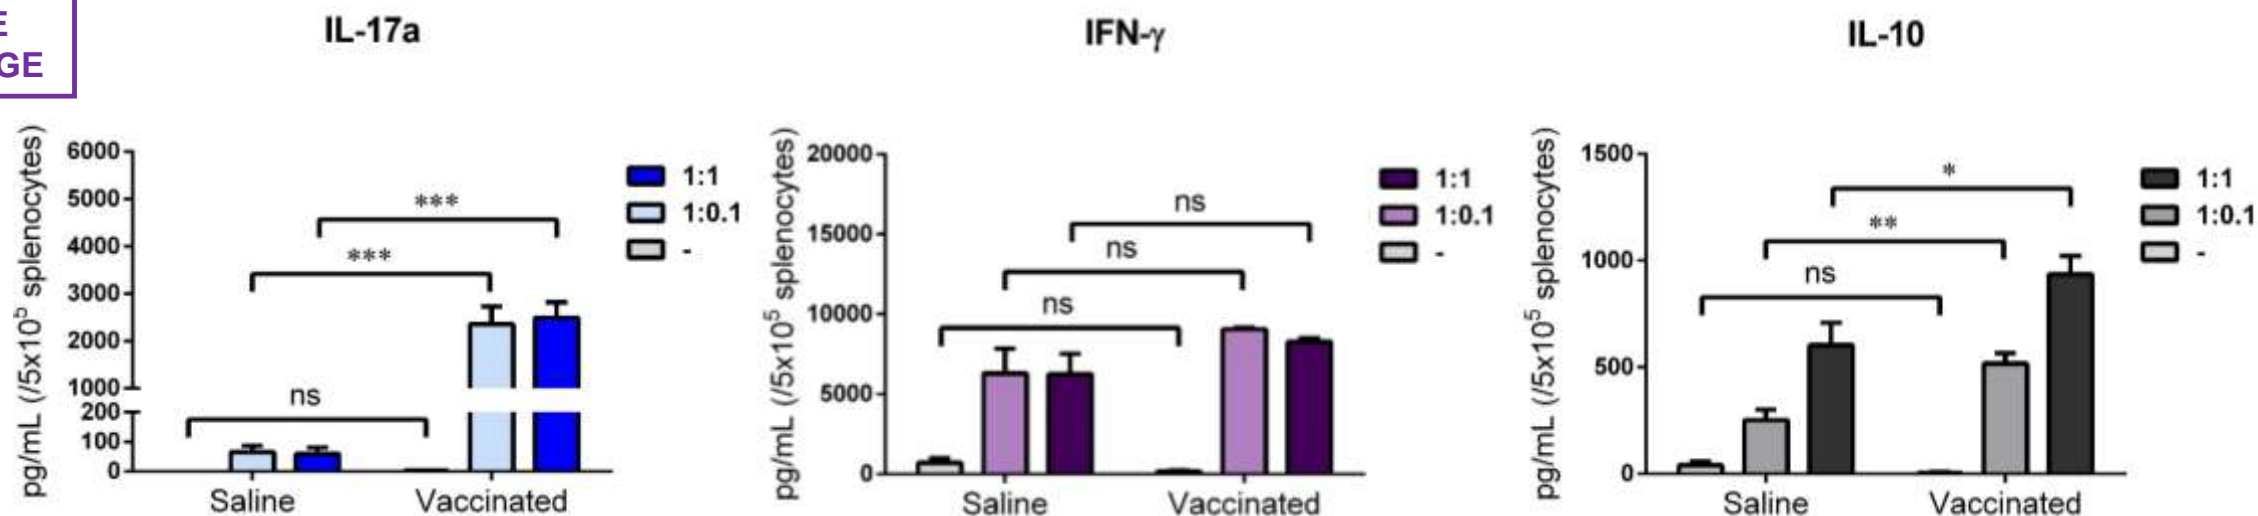 E
GE
IL-17a
pg/mL (/5x10⁵ splenocytes)
6000
5000
4000
3000
2000
1000
200
100
0
***
***
ns
Saline
Vaccinated
1:1
1:0.1
-
IFN-γ
pg/mL (/5x10⁵ splenocytes)
20000
15000
10000
5000
0
ns
ns
ns
Saline
Vaccinated
1:1
1:0.1
-
IL-10
pg/mL (/5x10⁵ splenocytes)
1500
1000
500
0
*
**
ns
Saline
Vaccinated
1:1
1:0.1
-